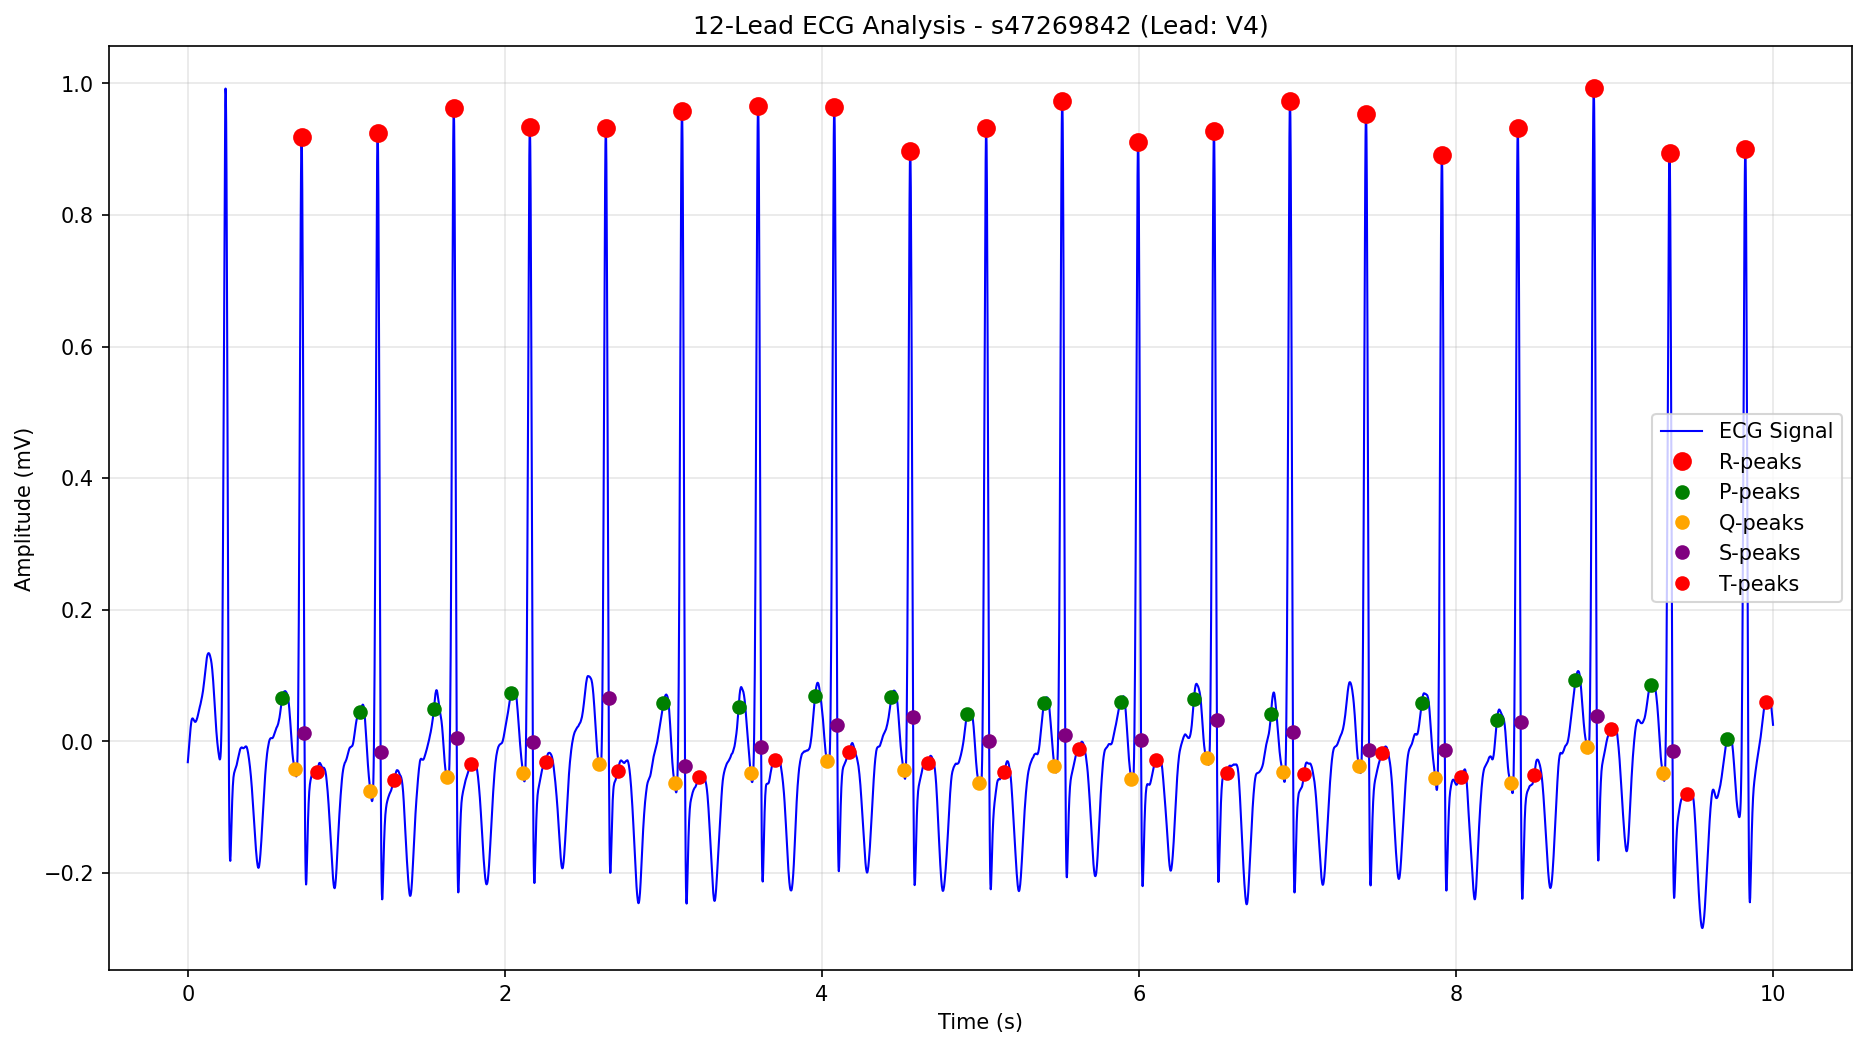 12-Lead ECG Analysis - s47269842 (Lead: V4)
Amplitude (mV)
1.0
0.8
0.6
0.4
0.2
0.0
−0.2
ECG Signal
R-peaks
P-peaks
Q-peaks
S-peaks
T-peaks
0 2 4 6 8 10
Time (s)